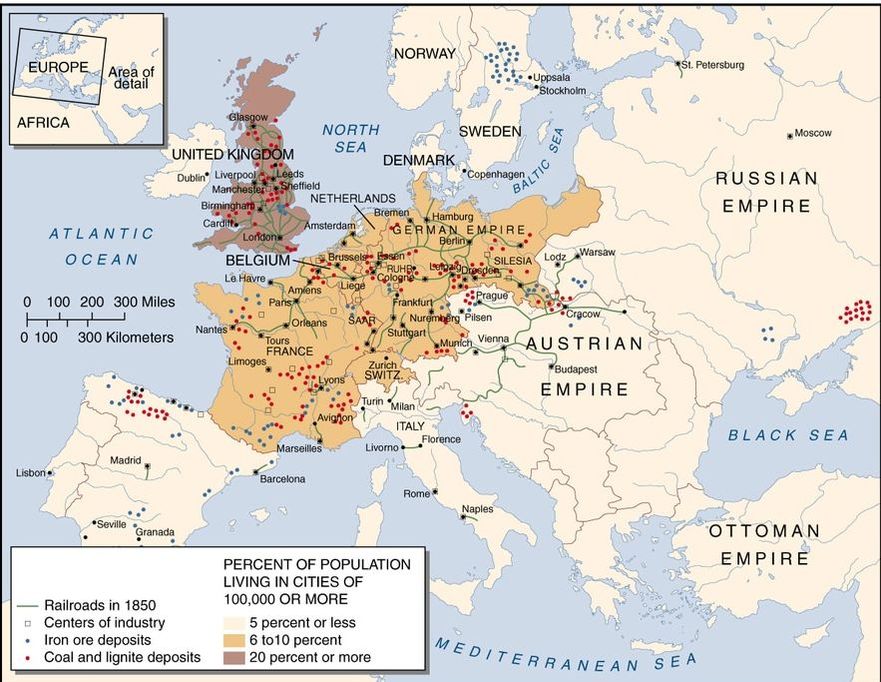 EUROPE
Area of
detail
AFRICA
NORWAY
Uppsala
Stockholm
St. Petersburg
Moscow
NORTH
SEA
SWEDEN
DENMARK
Copenhagen
BALTIC SEA
RUSSIAN
EMPIRE
Glasgow
UNITED KINGDOM
Dublin
Liverpool
Leeds
Manchester
Sheffield
Birmingham
Cardiff
London
NETHERLANDS
Amsterdam
Bremen
Hamburg
GERMAN EMPIRE
Berlin
ATLANTIC
OCEAN
BELGIUM
Brussels
Essen
RUHR
Cologne
Leipzig
Dresden
SILESIA
Lodz
Warsaw
Le Havre
Liege
Amiens
Paris
Frankfurt
Prague
Cracow
0 100 200 300 Miles
0 100 300 Kilometers
Nantes
Orleans
Tours
FRANCE
SAAR
Nuremberg
Pilsen
Stuttgart
Munich
Vienna
AUSTRIAN
EMPIRE
Budapest
Limoges
Lyons
Zurich
SWITZ.
Turin
Milan
Avignon
ITALY
Marseilles
Livorno
Florence
BLACK SEA
Lisbon
Madrid
Barcelona
Rome
Naples
Seville
Granada
OTTOMAN
EMPIRE
MEDITERRANEAN SEA
Railroads in 1850
Centers of industry
Iron ore deposits
Coal and lignite deposits
PERCENT OF POPULATION
LIVING IN CITIES OF
100,000 OR MORE
5 percent or less
6 to10 percent
20 percent or more